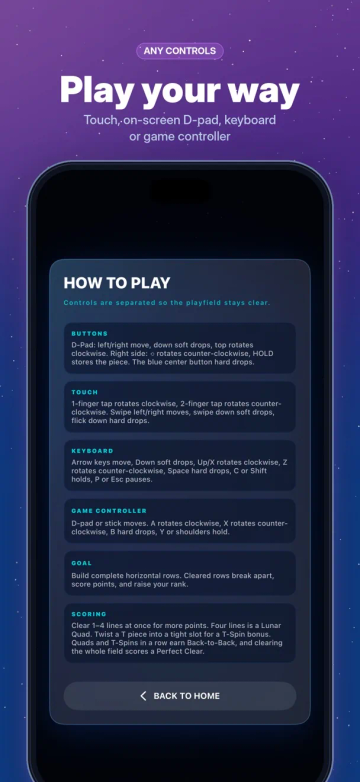 ANY CONTROLS
Play your way
Touch, on-screen D-pad, keyboard
or game controller
HOW TO PLAY
Controls are separated so the playfield stays clear.
BUTTONS
D-Pad: left/right move, down soft drops, top rotates
clockwise. Right side: ○ rotates counter-clockwise, HOLD
stores the piece. The blue center button hard drops.
TOUCH
1-finger tap rotates clockwise, 2-finger tap rotates counter-
clockwise. Swipe left/right moves, swipe down soft drops,
flick down hard drops.
KEYBOARD
Arrow keys move, Down soft drops, Up/X rotates clockwise, Z
rotates counter-clockwise, Space hard drops, C or Shift
holds, P or Esc pauses.
GAME CONTROLLER
D-pad or stick moves. A rotates clockwise, X rotates counter-
clockwise, B hard drops, Y or shoulders hold.
GOAL
Build complete horizontal rows. Cleared rows break apart,
score points, and raise your rank.
SCORING
Clear 1–4 lines at once for more points. Four lines is a Lunar
Quad. Twist a T piece into a tight slot for a T-Spin bonus.
Quads and T-Spins in a row earn Back-to-Back, and clearing
the whole field scores a Perfect Clear.
BACK TO HOME